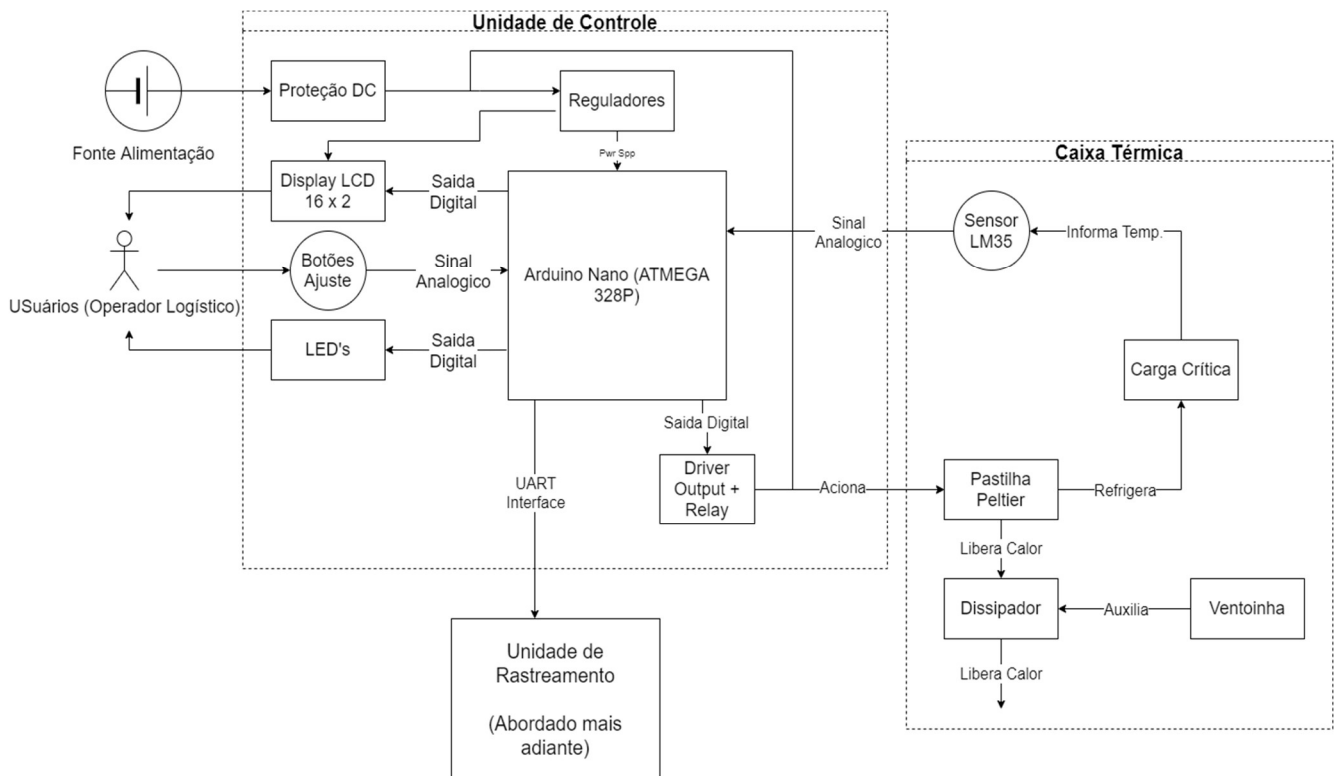 Unidade de Controle
Proteção DC
Reguladores
Fonte Alimentação
Pwr Spp
Caixa Térmica
Display LCD
16 x 2
Saida
Digital
Sensor
LM35
Informa Temp.
Sinal
Analogico
Botões
Ajuste
Sinal
Analogico
Arduino Nano (ATMEGA
328P)
USuários (Operador Logístico)
LED's
Saida
Digital
Carga Crítica
Saida Digital
Driver
Output +
Relay
Aciona
Pastilha
Peltier
Refrigera
UART
Interface
Libera Calor
Dissipador
Auxilia
Ventoinha
Libera Calor
Unidade de
Rastreamento
(Abordado mais
adiante)